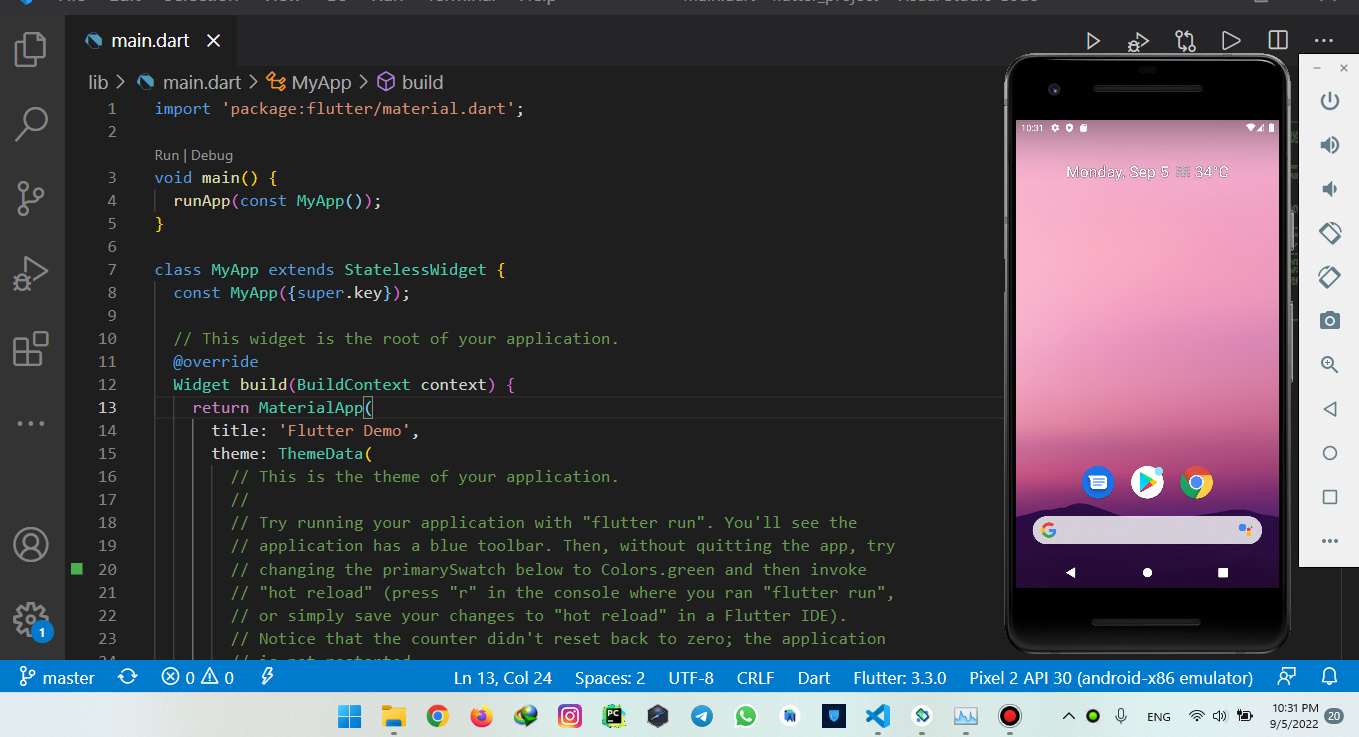 main.dart
lib > main.dart > MyApp > build
1 import 'package:flutter/material.dart';
2
Run | Debug
3 void main() {
4 runApp(const MyApp());
5 }
6
7 class MyApp extends StatelessWidget {
8 const MyApp({super.key});
9
10 // This widget is the root of your application.
11 @override
12 Widget build(BuildContext context) {
13 return MaterialApp(
14 title: 'Flutter Demo',
15 theme: ThemeData(
16 // This is the theme of your application.
17 //
18 // Try running your application with "flutter run". You'll see the
19 // application has a blue toolbar. Then, without quitting the app, try
20 // changing the primarySwatch below to Colors.green and then invoke
21 // "hot reload" (press "r" in the console where you ran "flutter run",
22 // or simply save your changes to "hot reload" in a Flutter IDE).
23 // Notice that the counter didn't reset back to zero; the application
10:31
Monday, Sep 5 34°C
1
master 0 0 Ln 13, Col 24 Spaces: 2 UTF-8 CRLF Dart Flutter: 3.3.0 Pixel 2 API 30 (android-x86 emulator)
PC
ENG
10:31 PM
9/5/2022
20